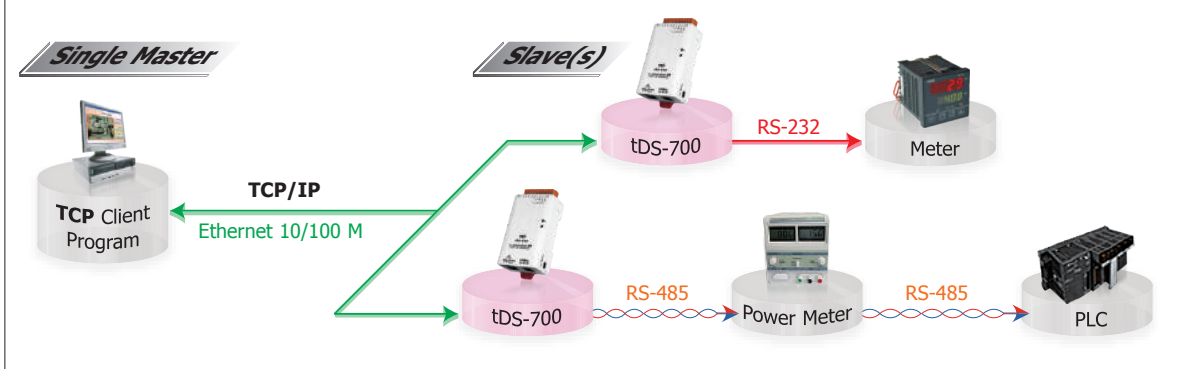 Single Master
Slave(s)
tDS-700
RS-232
Meter
TCP Client
Program
TCP/IP
Ethernet 10/100 M
tDS-700
RS-485
Power Meter
RS-485
PLC